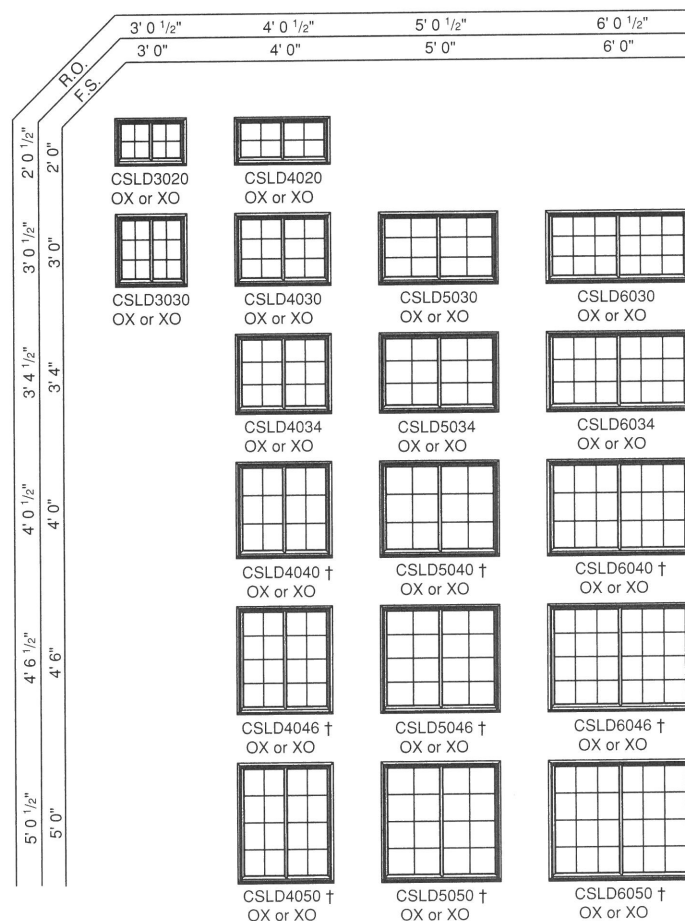 3' 0 1/2" 4' 0 1/2" 5' 0 1/2" 6' 0 1/2"
3' 0" 4' 0" 5' 0" 6' 0"
R.O.
F.S.
2' 0 1/2" 2' 0"
CSLD3020 CSLD4020
OX or XO OX or XO
3' 0 1/2" 3' 0"
CSLD3030 CSLD4030 CSLD5030 CSLD6030
OX or XO OX or XO OX or XO OX or XO
3' 4 1/2" 3' 4"
CSLD4034 CSLD5034 CSLD6034
OX or XO OX or XO OX or XO
4' 0 1/2" 4' 0"
CSLD4040 † CSLD5040 † CSLD6040 †
OX or XO OX or XO OX or XO
4' 6 1/2" 4' 6"
CSLD4046 † CSLD5046 † CSLD6046 †
OX or XO OX or XO OX or XO
5' 0 1/2" 5' 0"
CSLD4050 † CSLD5050 † CSLD6050 †
OX or XO OX or XO OX or XO